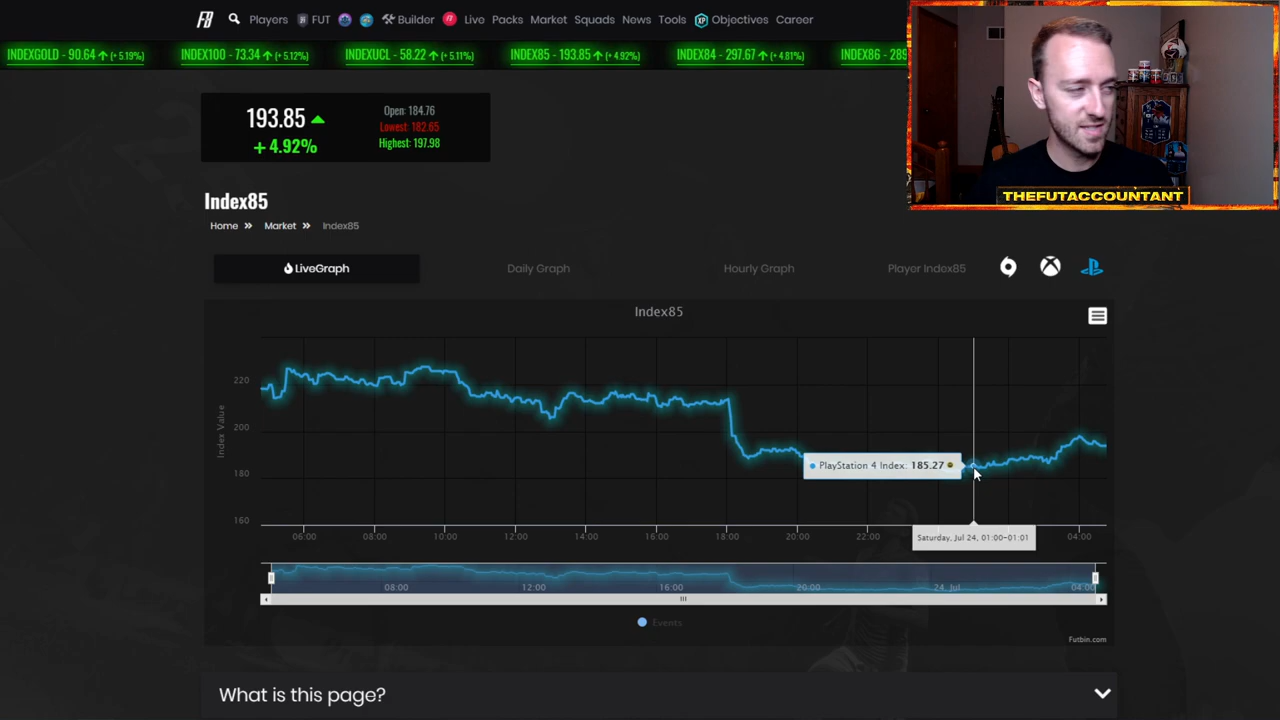 FB Players FUT Builder Live Packs Market Squads News Tools XP Objectives Career
INDEXGOLD - 90.64 (+ 5.19%) INDEX100 - 73.34 (+ 5.12%) INDEXUCL - 58.22 (+ 5.11%) INDEX85 - 193.85 (+ 4.92%) INDEX84 - 297.67 (+ 4.81%) INDEX86 - 289
THEFUTACCOUNTANT
193.85
+ 4.92%
Open: 184.76
Lowest: 182.65
Highest: 197.98
Index85
Home » Market » Index85
LiveGraph Daily Graph Hourly Graph Player Index85
Index85
Index Value
220
200
180
160
PlayStation 4 Index: 185.27
06:00 08:00 10:00 12:00 14:00 16:00 18:00 20:00 22:00 04:00
Saturday, Jul 24, 01:00-01:01
08:00 12:00 16:00 20:00 24. Jul 04:00
Events
Futbin.com
What is this page?